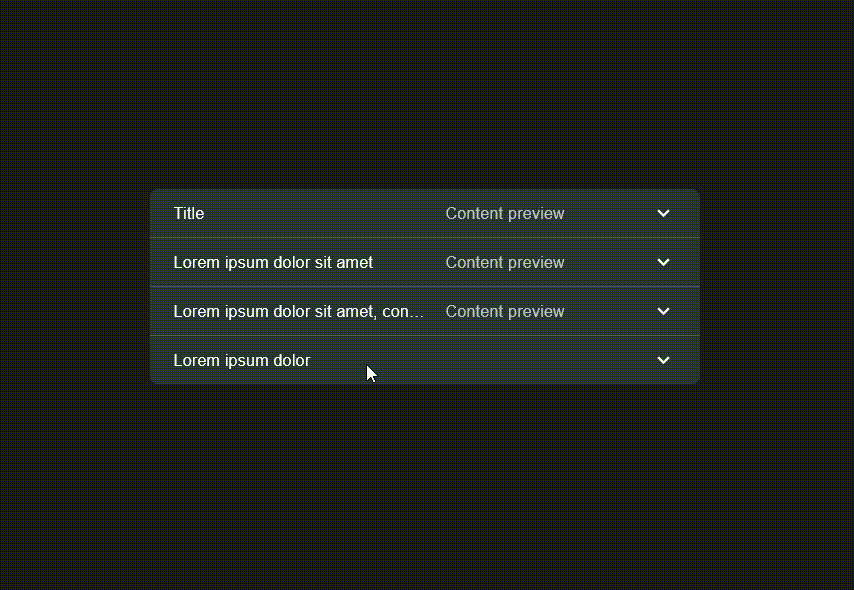 Title Content preview
Lorem ipsum dolor sit amet Content preview
Lorem ipsum dolor sit amet, con… Content preview
Lorem ipsum dolor